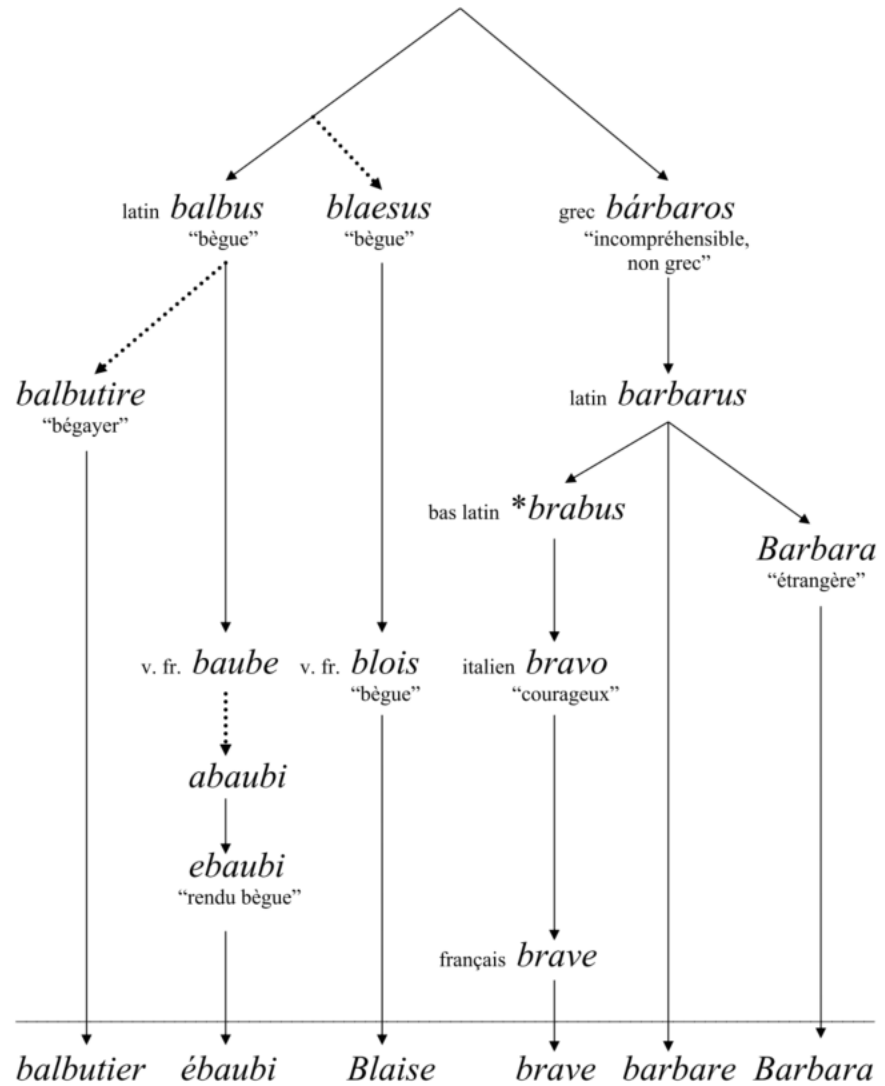 latin balbus
“bègue”
blaesus
“bègue”
grec bárbaros
“incompréhensible,
non grec”
balbutire
“bégayer”
latin barbarus
bas latin *brabus
Barbara
“étrangère”
v. fr. baube
v. fr. blois
“bègue”
italien bravo
“courageux”
abaubi
ebaubi
“rendu bègue”
français brave
balbutier ébaubi Blaise brave barbare Barbara